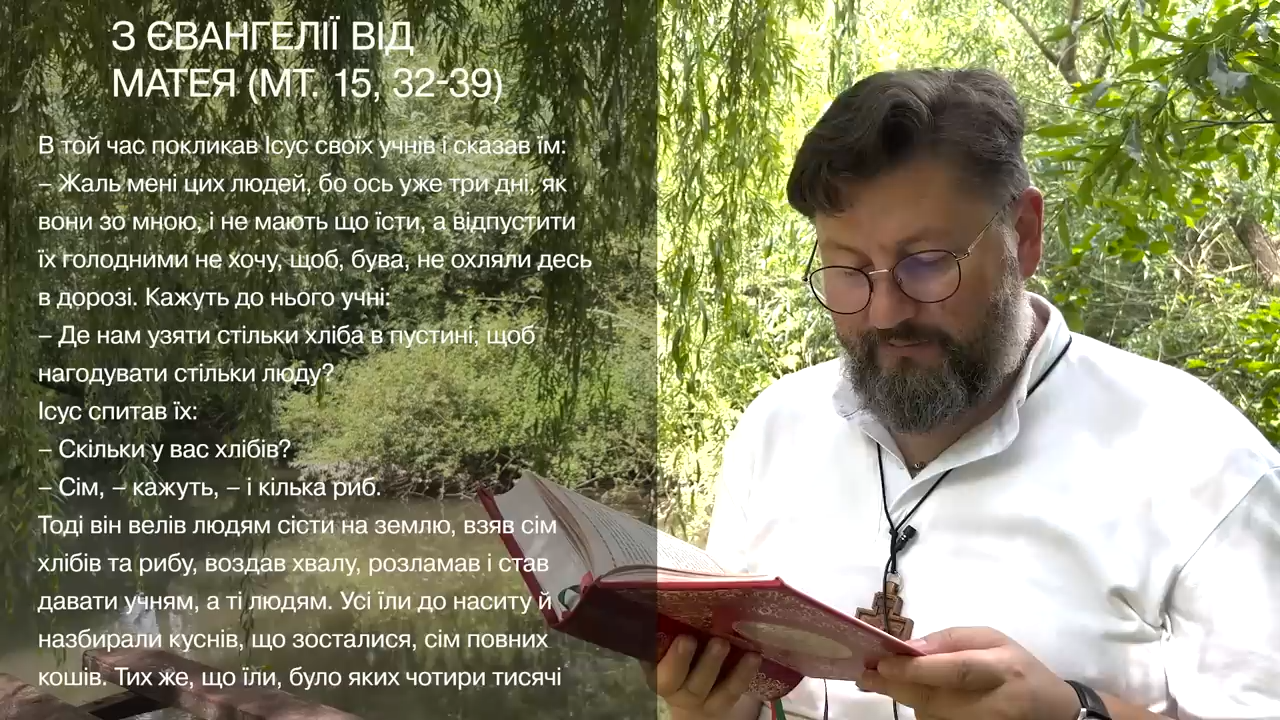 З ЄВАНГЕЛІЇ ВІД
МАТЕЯ (МТ. 15, 32-39)
В той час покликав Ісус своїх учнів і сказав їм:
– Жаль мені цих людей, бо ось уже три дні, як
вони зо мною, і не мають що їсти, а відпустити
їх голодними не хочу, щоб, бува, не охляли десь
в дорозі. Кажуть до нього учні:
– Де нам узяти стільки хліба в пустині, щоб
нагодувати стільки люду?
Ісус спитав їх:
– Скільки у вас хлібів?
– Сім, – кажуть, – і кілька риб.
Тоді він велів людям сісти на землю, взяв сім
хлібів та рибу, воздав хвалу, розламав і став
давати учням, а ті людям. Усі їли до наситу й
назбирали куснів, що зосталися, сім повних
кошів. Тих же, що їли, було яких чотири тисячі